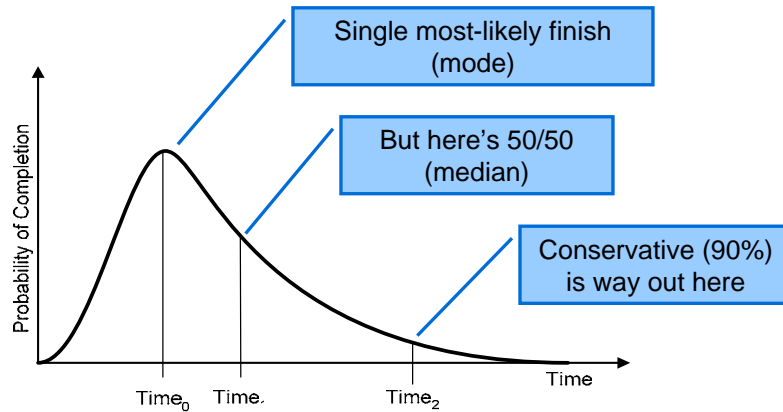 Single most-likely finish
(mode)
But here's 50/50
(median)
Conservative (90%)
is way out here
Probability of Completion
Time
Time₀
Time
Time₂